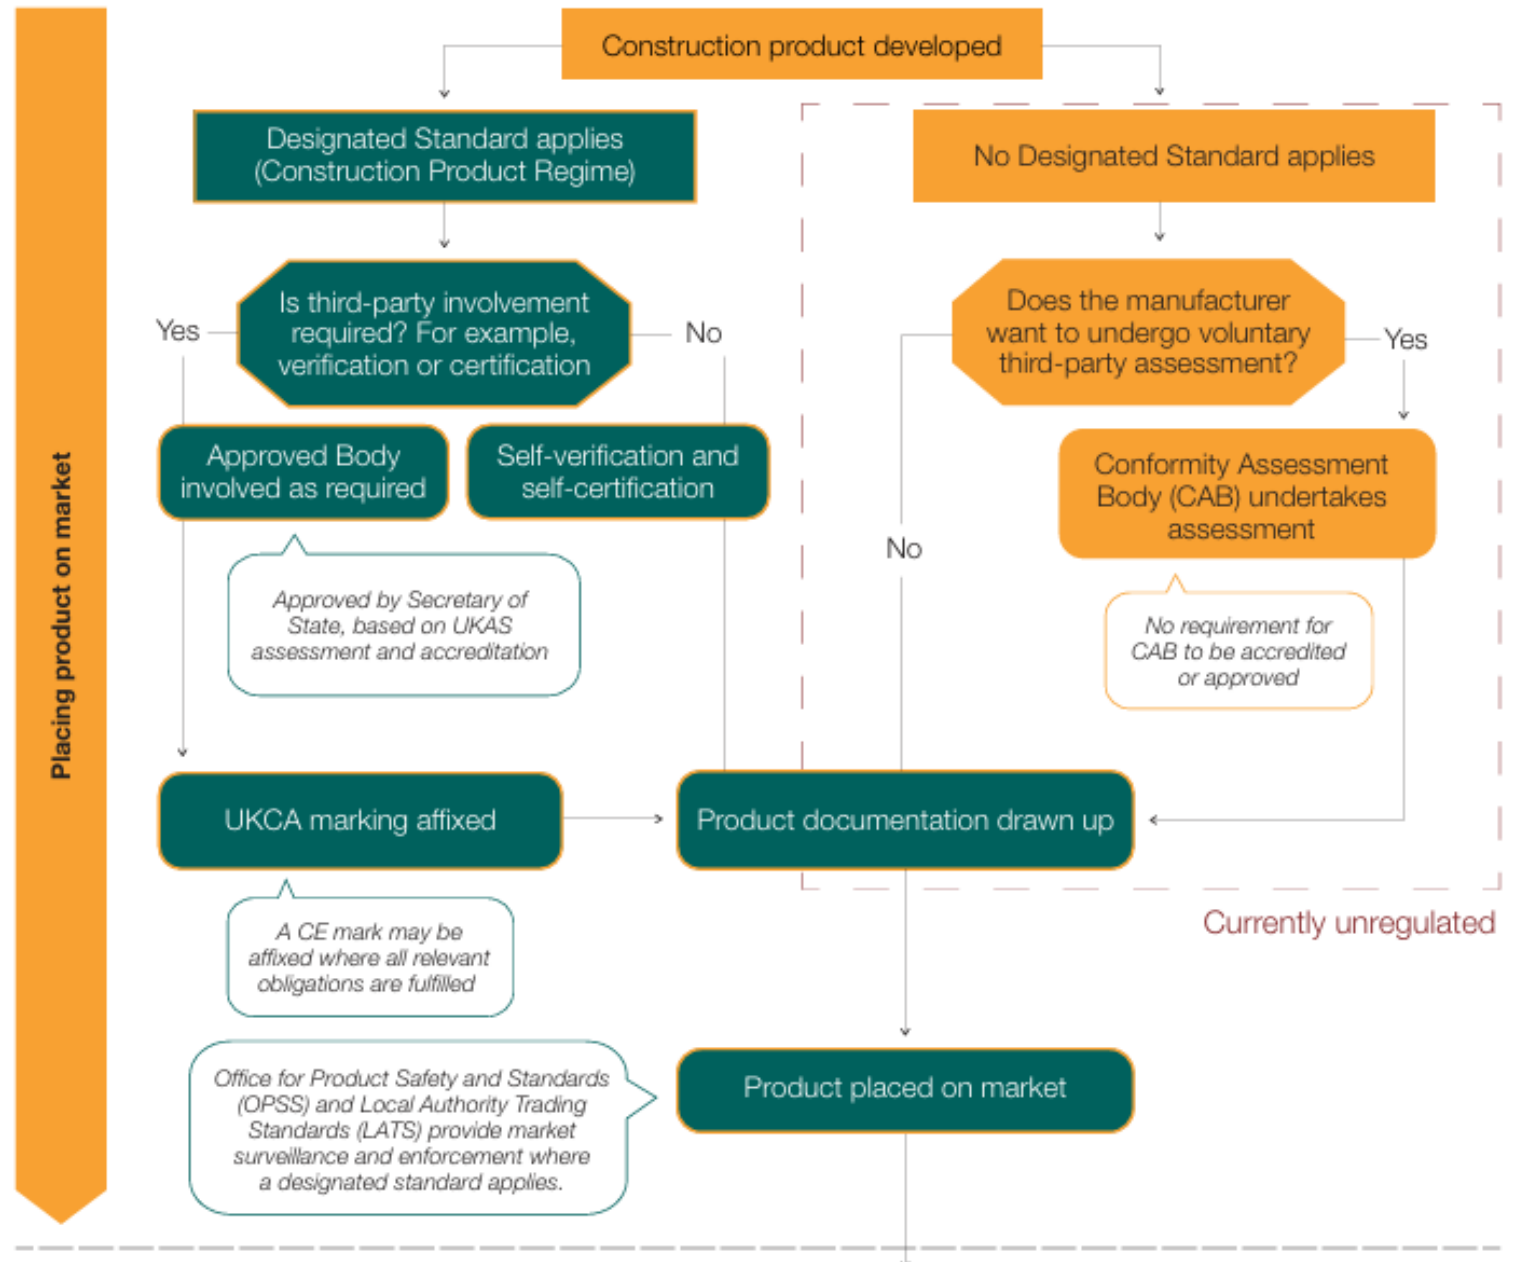 Construction product developed
Designated Standard applies
(Construction Product Regime)
No Designated Standard applies
Is third-party involvement
required? For example,
verification or certification
Yes
No
Does the manufacturer
want to undergo voluntary
third-party assessment?
Yes
No
Approved Body
involved as required
Self-verification and
self-certification
Conformity Assessment
Body (CAB) undertakes
assessment
Approved by Secretary of
State, based on UKAS
assessment and accreditation
No requirement for
CAB to be accredited
or approved
Placing product on market
UKCA marking affixed
Product documentation drawn up
A CE mark may be
affixed where all relevant
obligations are fulfilled
Currently unregulated
Office for Product Safety and Standards
(OPSS) and Local Authority Trading
Standards (LATS) provide market
surveillance and enforcement where
a designated standard applies.
Product placed on market